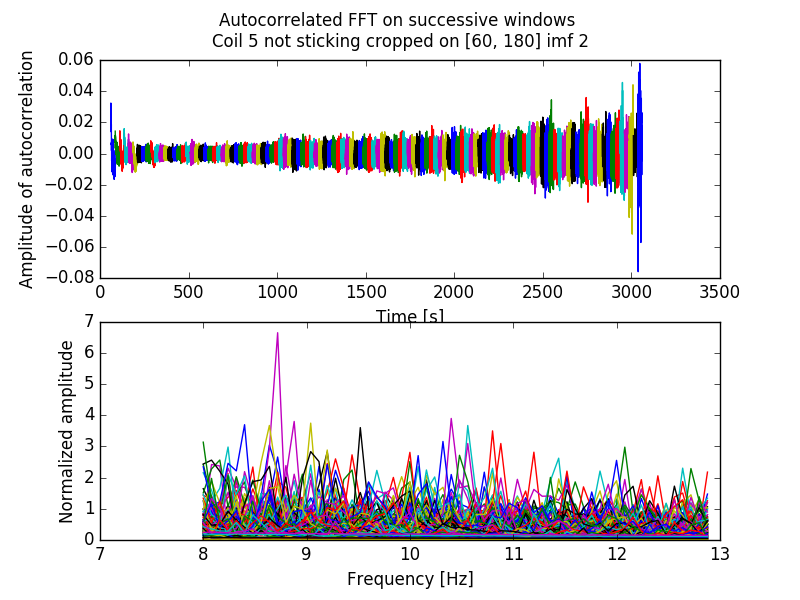 Autocorrelated FFT on successive windows
Coil 5 not sticking cropped on [60, 180] imf 2
Amplitude of autocorrelation
0.06
0.04
0.02
0.00
−0.02
−0.04
−0.06
−0.08
0 500 1000 1500 2000 2500 3000 3500
Time [s]
Normalized amplitude
7
6
5
4
3
2
1
0
7 8 9 10 11 12 13
Frequency [Hz]